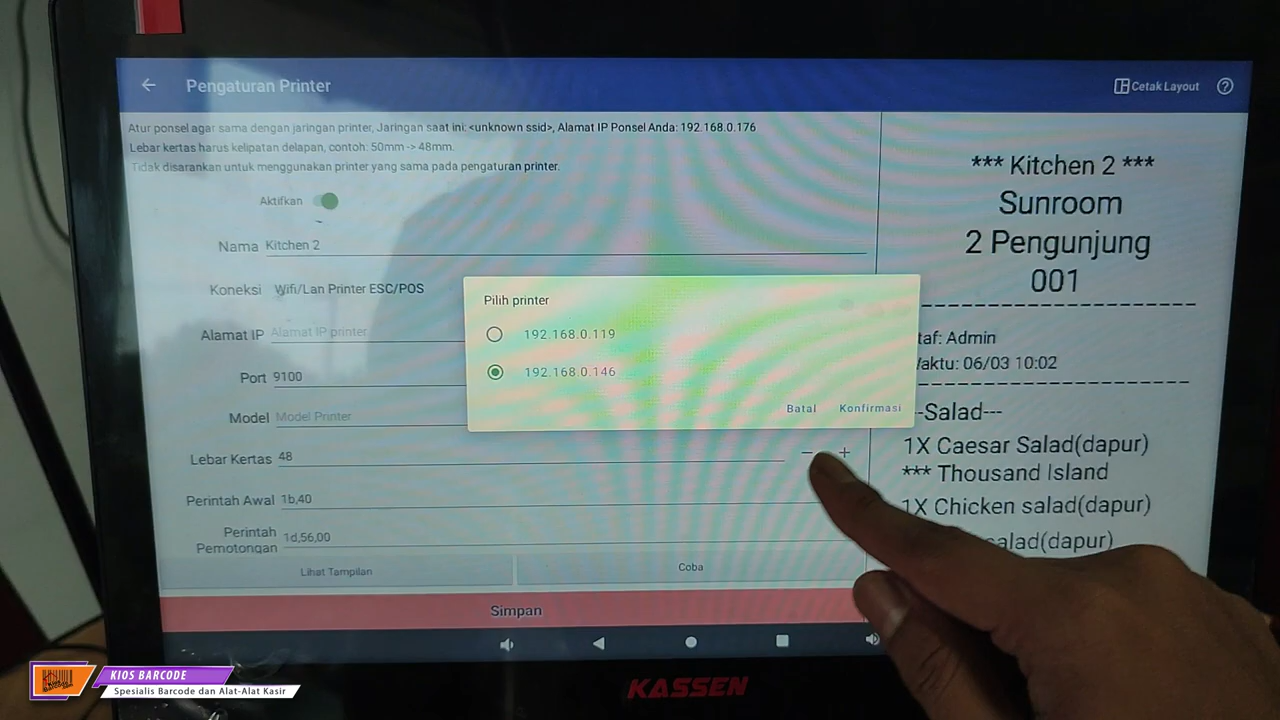 Pengaturan Printer
Cetak Layout
Atur ponsel agar sama dengan jaringan printer, Jaringan saat ini: <unknown ssid>, Alamat IP Ponsel Anda: 192.168.0.176
Lebar kertas harus kelipatan delapan, contoh: 50mm -> 48mm.
Tidak disarankan untuk menggunakan printer yang sama pada pengaturan printer.
Aktifkan
Nama Kitchen 2
Koneksi Wifi/Lan Printer ESC/POS
Alamat IP Alamat IP printer
Port 9100
Model Model Printer
Lebar Kertas 48
- +
Perintah Awal 1b,40
Perintah
Pemotongan 1d,56,00
Lihat Tampilan
Coba
Simpan
Pilih printer
192.168.0.119
192.168.0.146
Batal Konfirmasi
*** Kitchen 2 ***
Sunroom
2 Pengunjung
001
taf: Admin
aktu: 06/03 10:02
-Salad---
1X Caesar Salad(dapur)
*** Thousand Island
1X Chicken salad(dapur)
salad(dapur)
KASSEN
KIOS BARCODE
Spesialis Barcode dan Alat-Alat Kasir